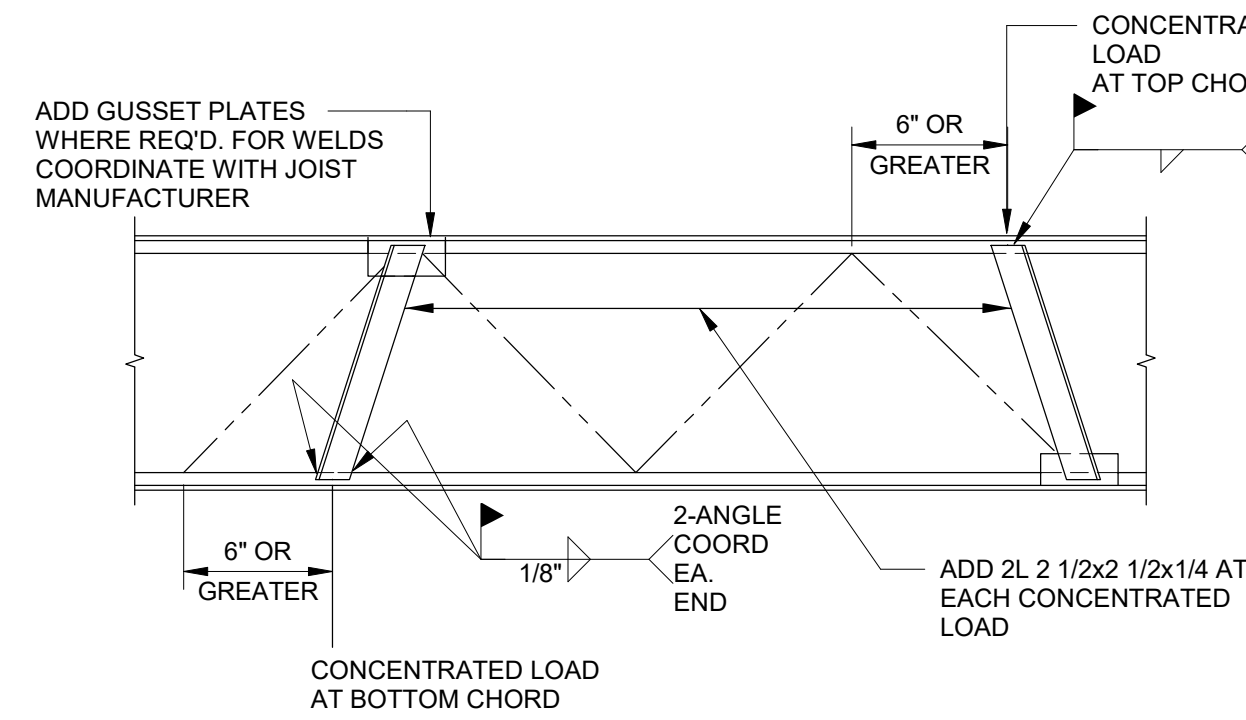 CONCENTRA
LOAD
AT TOP CHO
ADD GUSSET PLATES
WHERE REQ'D. FOR WELDS
COORDINATE WITH JOIST
MANUFACTURER
6" OR
GREATER
6" OR
GREATER
1/8"
2-ANGLE
COORD
EA.
END
ADD 2L 2 1/2x2 1/2x1/4 AT
EACH CONCENTRATED
LOAD
CONCENTRATED LOAD
AT BOTTOM CHORD